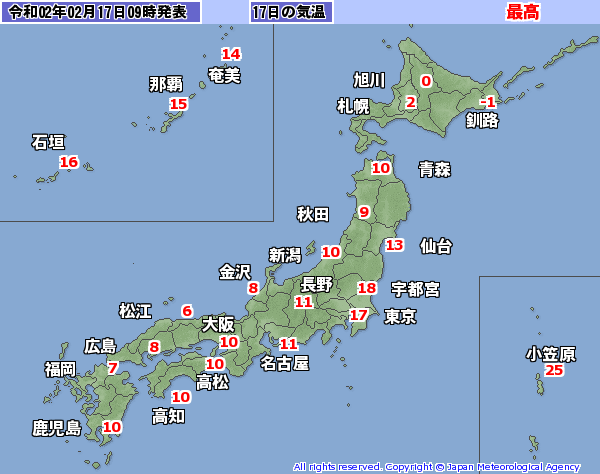 令和02年02月17日09時発表 17日の気温 最高
14
奄美
那覇
15
石垣
16
旭川 0
札幌 2 -1
釧路
10 青森
秋田 9
仙台 13
新潟 10
金沢 8
長野 11
宇都宮 18
東京 17
松江 6
大阪 10
名古屋 11
広島 8
福岡 7
高松 10
高知 10
鹿児島 10
小笠原
25
All rights reserved. Copyright © Japan Meteorological Agency